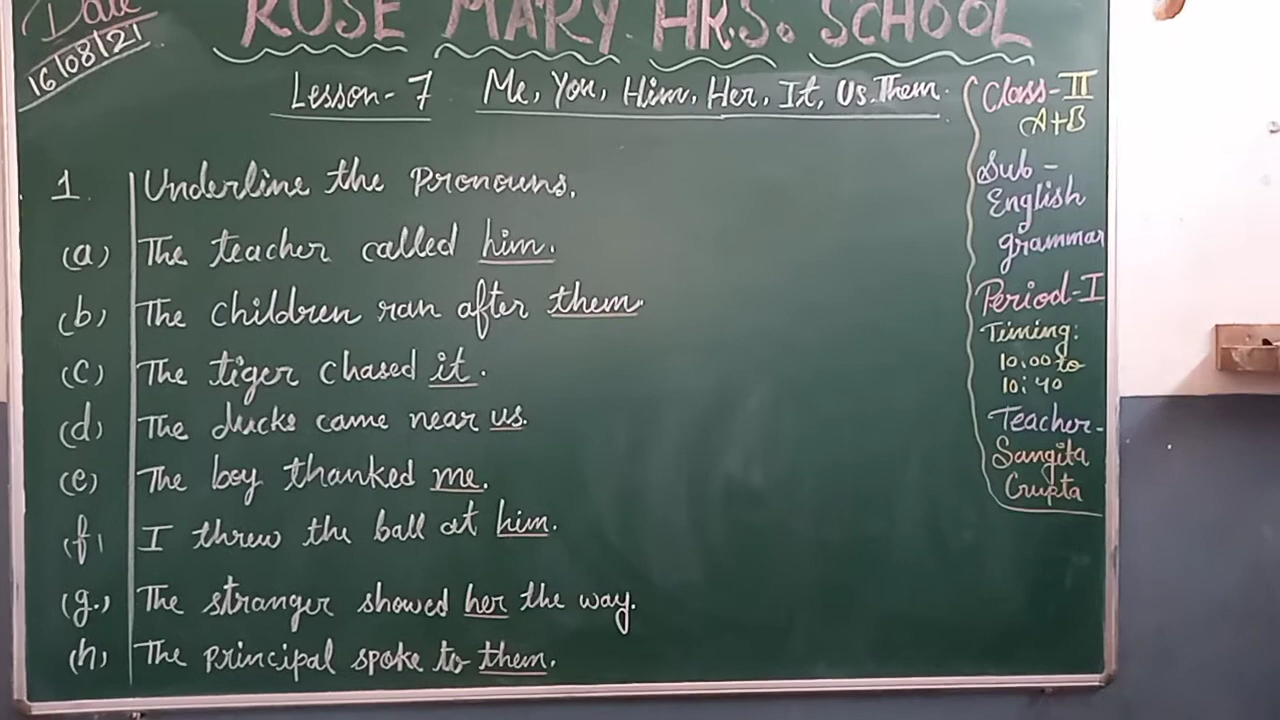 Date
16/08/21
ROSE MARY HR.S. SCHOOL
Lesson-7 Me, You, Him, Her, It, Us. Them.
1. Underline the Pronouns.
(a) The teacher called him.
(b) The children ran after them.
(c) The tiger chased it.
(d) The ducks came near us.
(e) The boy thanked me.
(f) I threw the ball at him.
(g.) The stranger showed her the way.
(h) The principal spoke to them.
Class-II
A+B
Sub-
English
grammar
Period-I
Timing:
10.00 to
10:40
Teacher-
Sangita
Gupta